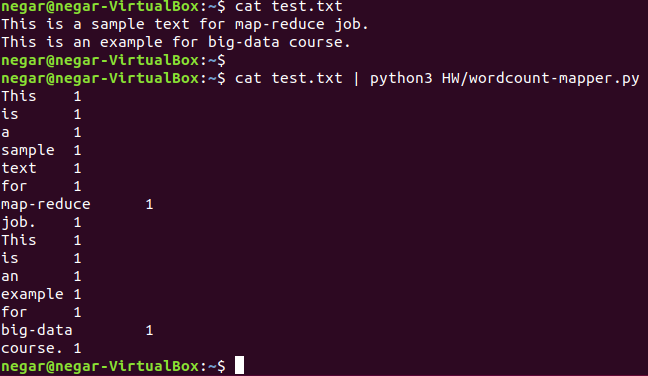 negar@negar-VirtualBox:~$ cat test.txt
This is a sample text for map-reduce job.
This is an example for big-data course.
negar@negar-VirtualBox:~$
negar@negar-VirtualBox:~$ cat test.txt | python3 HW/wordcount-mapper.py
This	1
is	1
a	1
sample	1
text	1
for	1
map-reduce	1
job.	1
This	1
is	1
an	1
example	1
for	1
big-data	1
course.	1
negar@negar-VirtualBox:~$